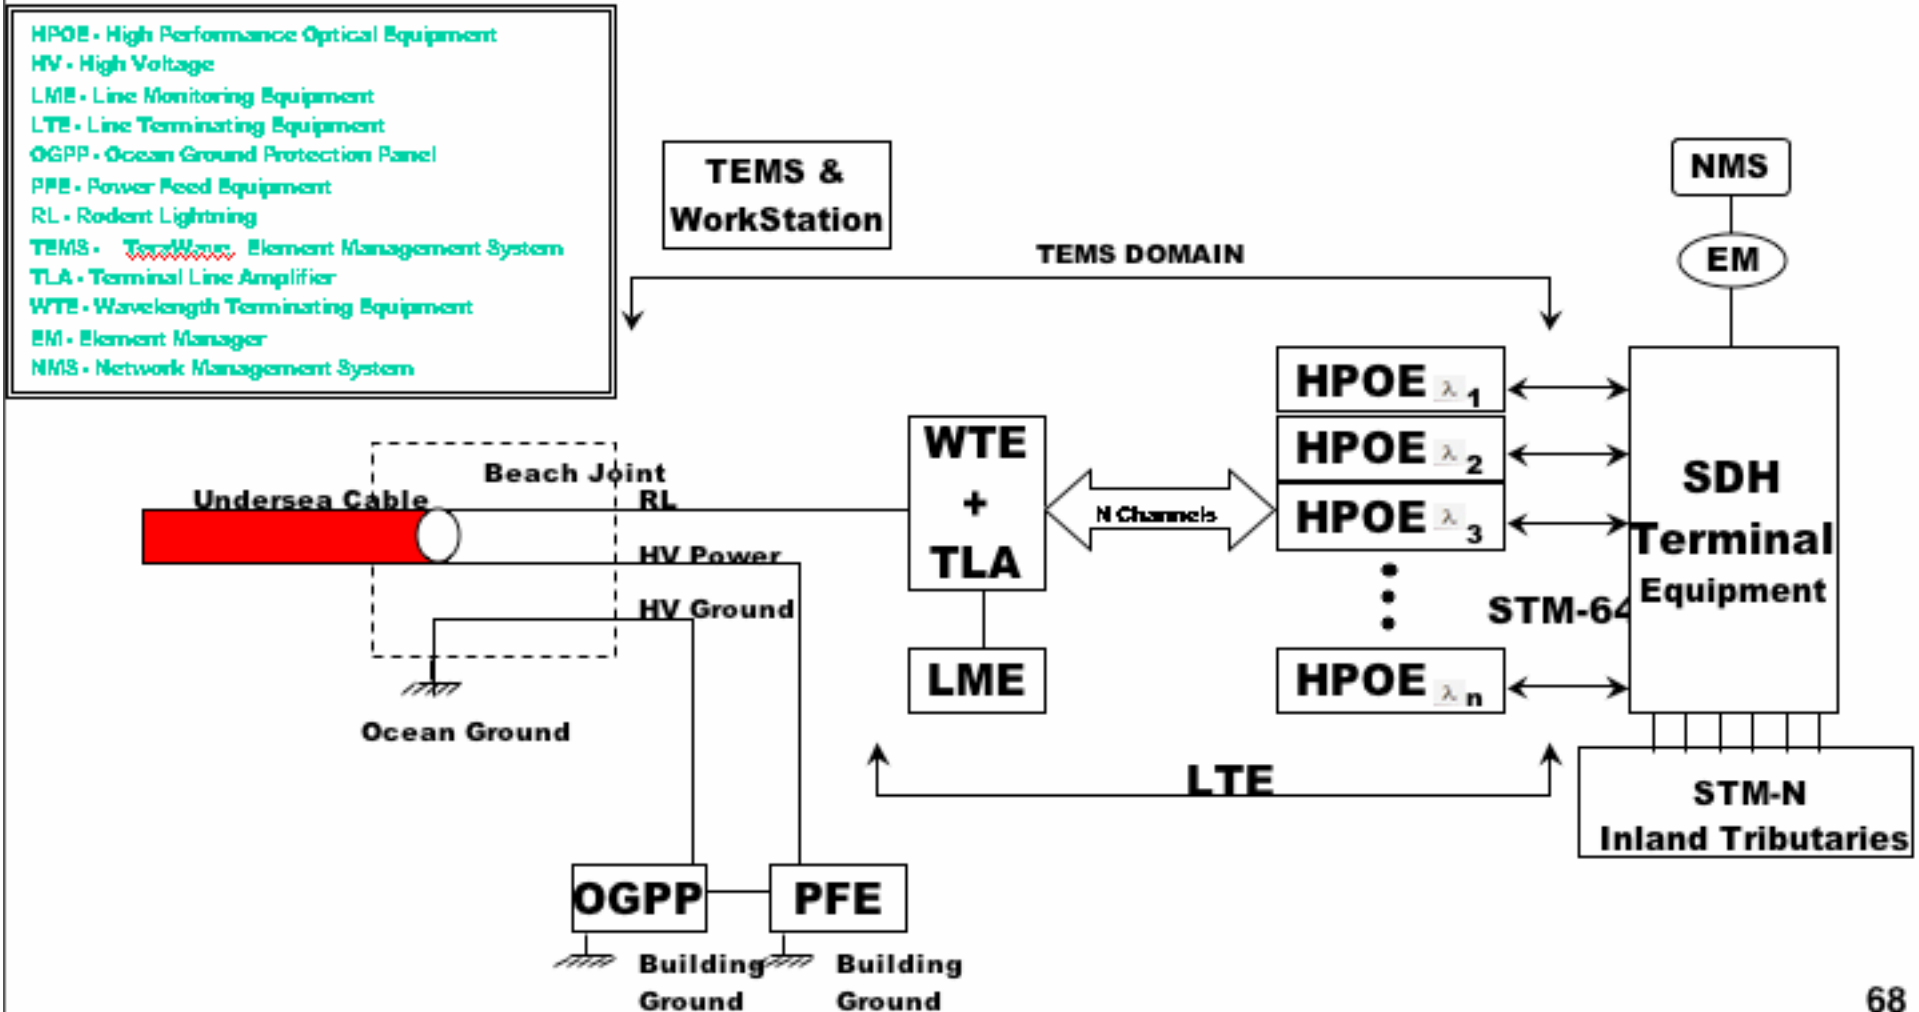 HPOE - High Performance Optical Equipment
HV - High Voltage
LME - Line Monitoring Equipment
LTE - Line Terminating Equipment
OGPP - Ocean Ground Protection Panel
PFE - Power Feed Equipment
RL - Rodent Lightning
TEMS - TeraWave Element Management System
TLA - Terminal Line Amplifier
WTE - Wavelength Terminating Equipment
EM - Element Manager
NMS - Network Management System
TEMS &
WorkStation
NMS
EM
TEMS DOMAIN
HPOE λ 1
HPOE λ 2
HPOE λ 3
HPOE λ n
WTE
+
TLA
N Channels
SDH
Terminal
Equipment
STM-64
Beach Joint
Undersea Cable
RL
HV Power
HV Ground
LME
Ocean Ground
LTE
STM-N
Inland Tributaries
OGPP
PFE
Building
Ground
Building
Ground
68